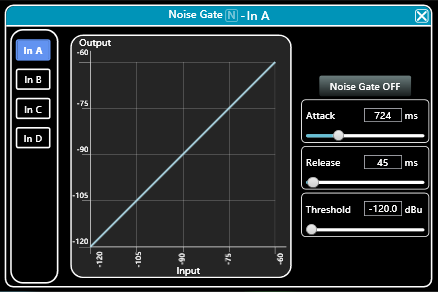 Noise Gate N -In A
In A
In B
In C
In D
Output
-60
-75
-90
-105
-120
-120
-105
-90
-75
-60
Input
Noise Gate OFF
Attack 724 ms
Release 45 ms
Threshold -120.0 dBu